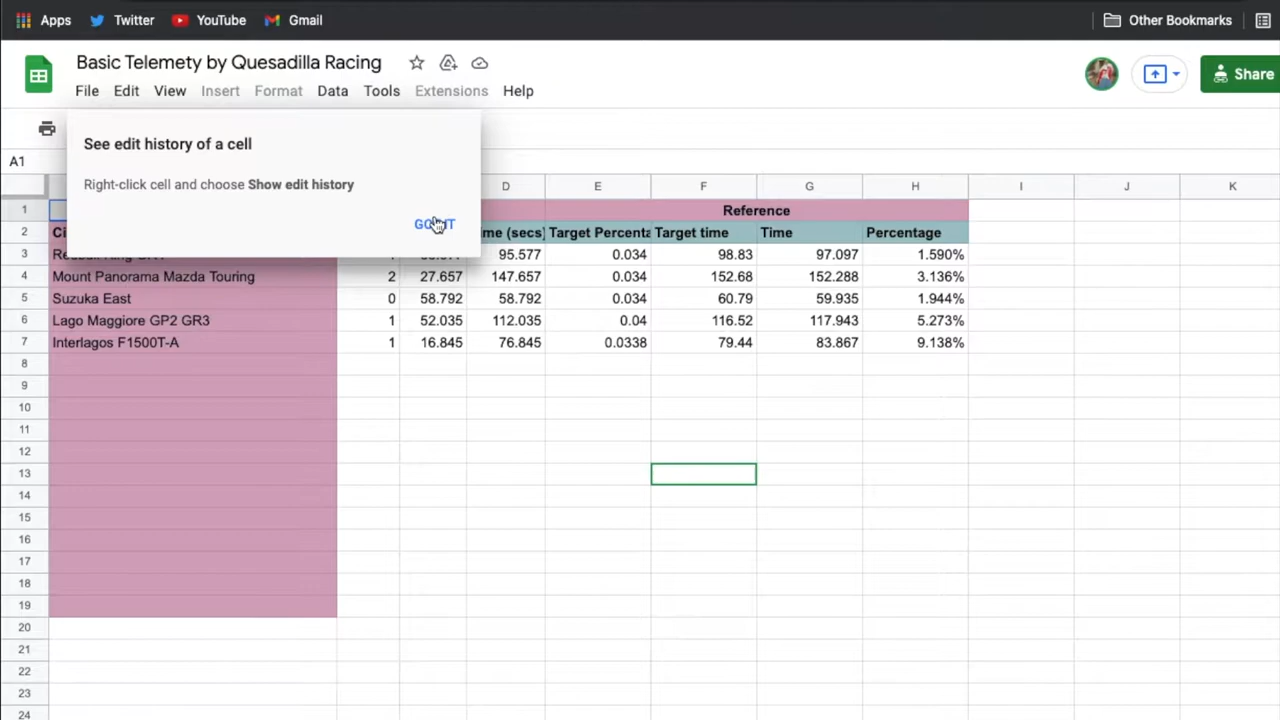 Apps Twitter YouTube Gmail Other Bookmarks
Basic Telemety by Quesadilla Racing
File Edit View Insert Format Data Tools Extensions Help
Share
See edit history of a cell
Right-click cell and choose Show edit history
A1
D E F G H I J K
1 Reference
2 (secs) Target Percenta Target time Time Percentage
3 95.577 0.034 98.83 97.097 1.590%
4 Mount Panorama Mazda Touring 2 27.657 147.657 0.034 152.68 152.288 3.136%
5 Suzuka East 0 58.792 58.792 0.034 60.79 59.935 1.944%
6 Lago Maggiore GP2 GR3 1 52.035 112.035 0.04 116.52 117.943 5.273%
7 Interlagos F1500T-A 1 16.845 76.845 0.0338 79.44 83.867 9.138%
8
9
10
11
12
13
14
15
16
17
18
19
20
21
22
23
24